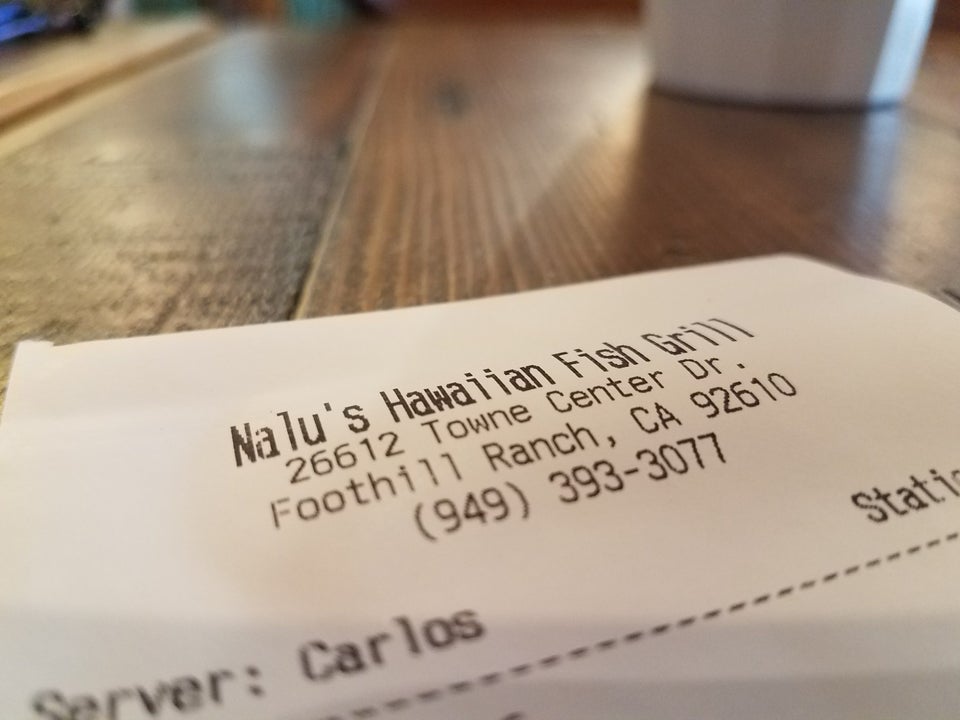 Nalu's Hawaiian Fish Grill
26612 Towne Center Dr.
Foothill Ranch, CA 92610
(949) 393-3077
Server: Carlos